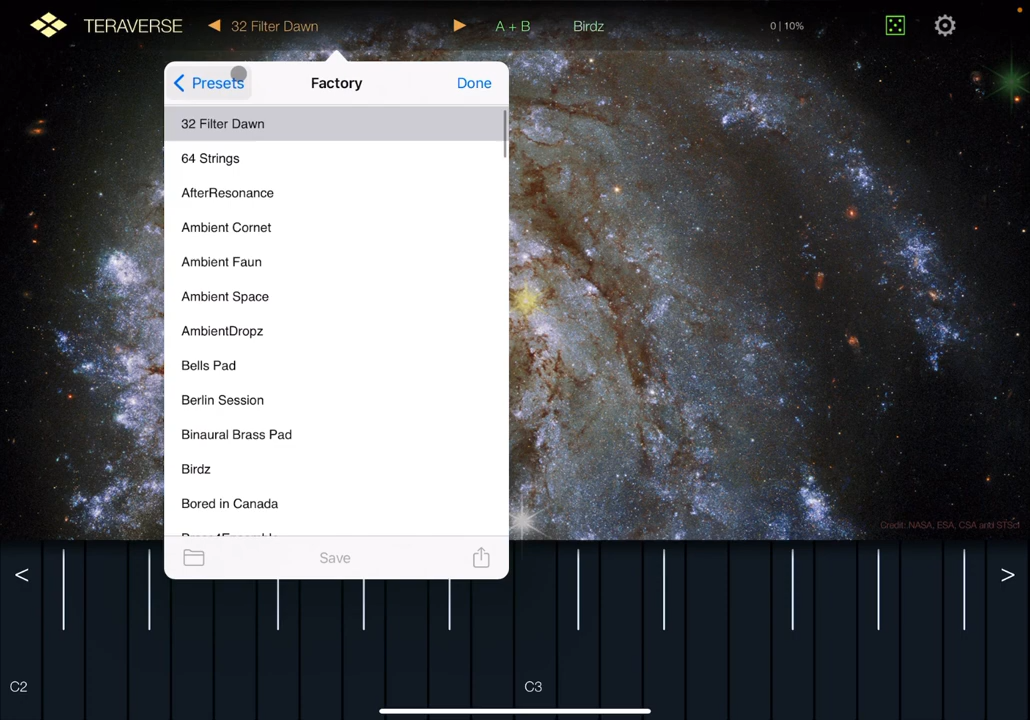 TERAVERSE
32 Filter Dawn
A + B
Birdz
0 | 10%
Presets
Factory
Done
32 Filter Dawn
64 Strings
AfterResonance
Ambient Cornet
Ambient Faun
Ambient Space
AmbientDropz
Bells Pad
Berlin Session
Binaural Brass Pad
Birdz
Bored in Canada
Save
Credit: NASA, ESA, CSA and STScI
<
>
C2
C3